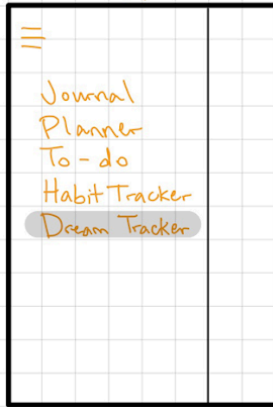 Journal
Planner
To-do
Habit Tracker
Dream Tracker